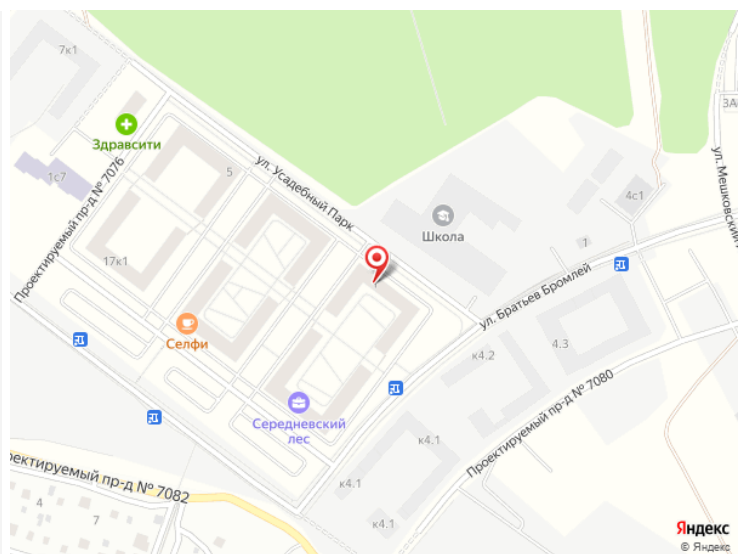 7к1
Здравсити
1с7
5
ул. Усадебный Парк
Проектируемый пр-д № 7076
17к1
Школа
4с1
1
ул. Мешковский
ул. Братьев Бромлей
Селфи
к4.2
4.3
Середневский
лес
Проектируемый пр-д № 7080
к4.1
к4.1
к4.1
ектируемый пр-д № 7082
4
7
Яндекс
© Яндекс